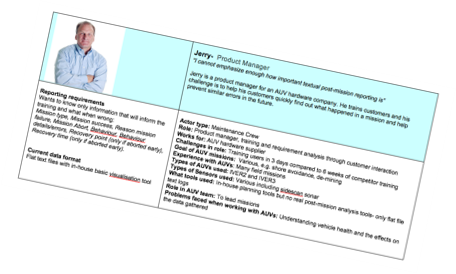 Jerry- Product Manager
"I cannot emphasize enough how important textual post-mission reporting is"
Jerry is a product manager for an AUV hardware company. He trains customers and his
challenge is to help his customers quickly find out what happened in a mission and help
prevent similar errors in the future.
Reporting requirements
Wants to know only information that will inform the
training and what when wrong:
Mission type, Mission success, Reason mission
failure, Mission Abort, Behaviour, Behaviour
details/errors, Recovery point (only if aborted early),
Recovery time (only if aborted early).
Current data format
Flat text files with in-house basic visualisation tool
Actor type: Maintenance Crew
Role: Product manager, training and requirement analysis through customer interaction
Works for: AUV hardware supplier
Challenges in role: Training users in 3 days compared to 8 weeks of competitor training
Goal of AUV missions: Various, e.g. shore avoidance, de-mining
Experience with AUVs: Many field missions
Types of AUVs used: IVER2 and IVER3
Types of Sensors used: Various including sidescan sonar
What tools used: in-house planning tools but no real post-mission analysis tools- only flat file
text logs
Role in AUV team: To lead missions
Problems faced when working with AUVs: Understanding vehicle health and the effects on
the data gathered